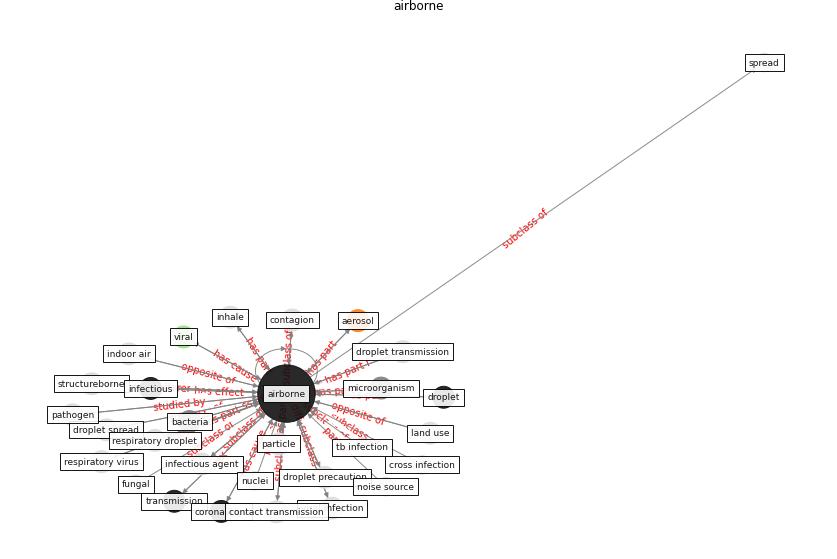 airborne
spread
subclass of
inhale
contagion
aerosol
viral
has part
has part
has cause
indoor air
droplet transmission
opposite of
has part
structureborne
infectious
has effect
microorganism
airborne
droplet
pathogen
studied by
bacteria
opposite of
droplet spread
land use
respiratory droplet
particle
tb infection
respiratory virus
infectious agent
cross infection
fungal
nuclei
droplet precaution
noise source
transmission
corona
contact transmission